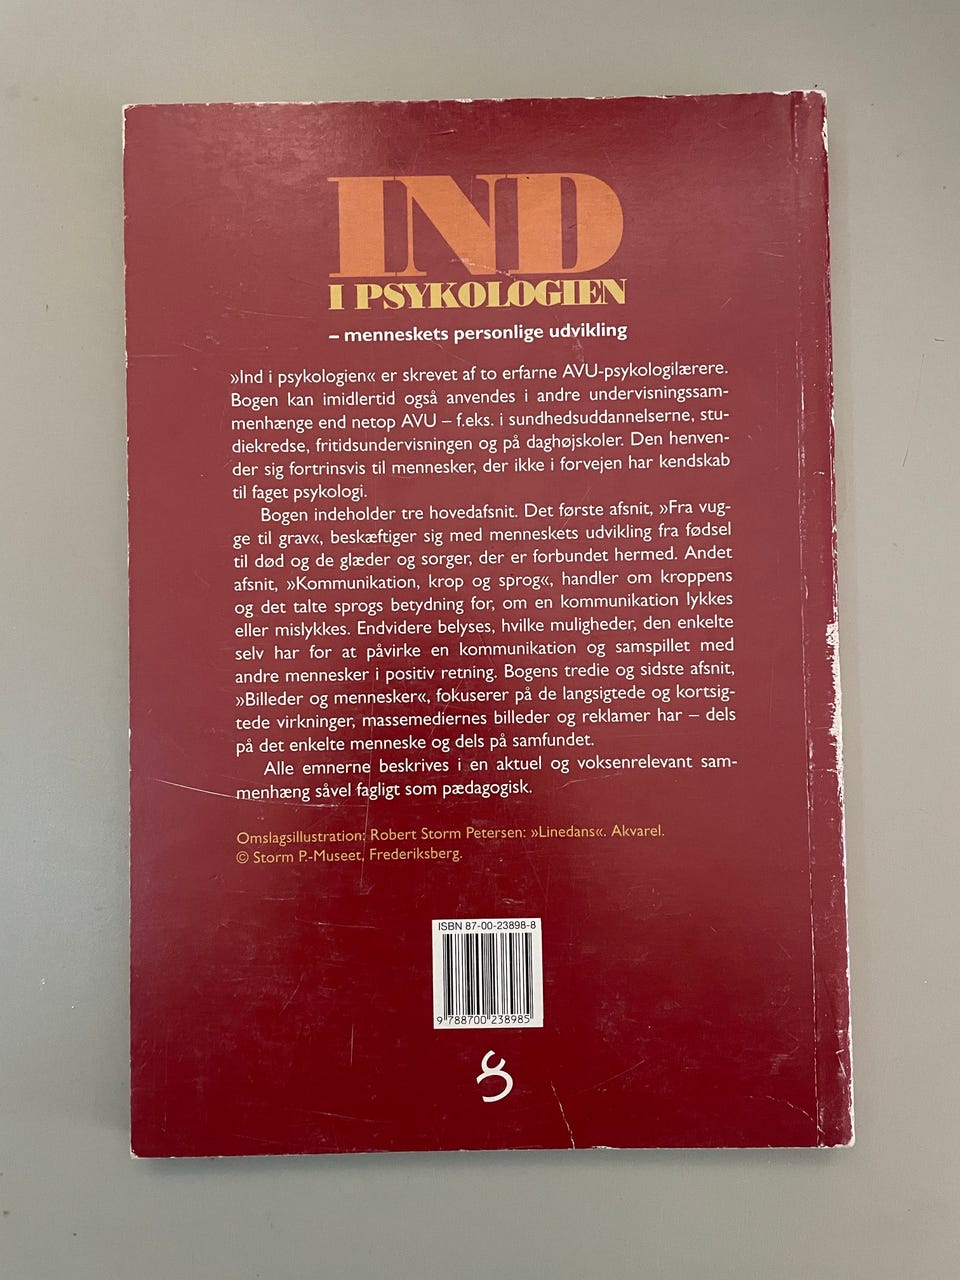 IND
I PSYKOLOGIEN
– menneskets personlige udvikling
»Ind i psykologien« er skrevet af to erfarne AVU-psykologilærere.
Bogen kan imidlertid også anvendes i andre undervisningssam-
menhænge end netop AVU – f.eks. i sundhedsuddannelserne, stu-
diekredse, fritidsundervisningen og på daghøjskoler. Den henven-
der sig fortrinsvis til mennesker, der ikke i forvejen har kendskab
til faget psykologi.
Bogen indeholder tre hovedafsnit. Det første afsnit, »Fra vug-
ge til grav«, beskæftiger sig med menneskets udvikling fra fødsel
til død og de glæder og sorger, der er forbundet hermed. Andet
afsnit, »Kommunikation, krop og sprog«, handler om kroppens
og det talte sprogs betydning for, om en kommunikation lykkes
eller mislykkes. Endvidere belyses, hvilke muligheder, den enkelte
selv har for at påvirke en kommunikation og samspillet med
andre mennesker i positiv retning. Bogens tredie og sidste afsnit,
»Billeder og mennesker«, fokuserer på de langsigtede og kortsig-
tede virkninger, massemediernes billeder og reklamer har – dels
på det enkelte menneske og dels på samfundet.
Alle emnerne beskrives i en aktuel og voksenrelevant sam-
menhæng såvel fagligt som pædagogisk.
Omslagsillustration: Robert Storm Petersen: »Linedans«. Akvarel.
© Storm P.-Museet, Frederiksberg.
ISBN 87-00-23898-8
9 788700 238985